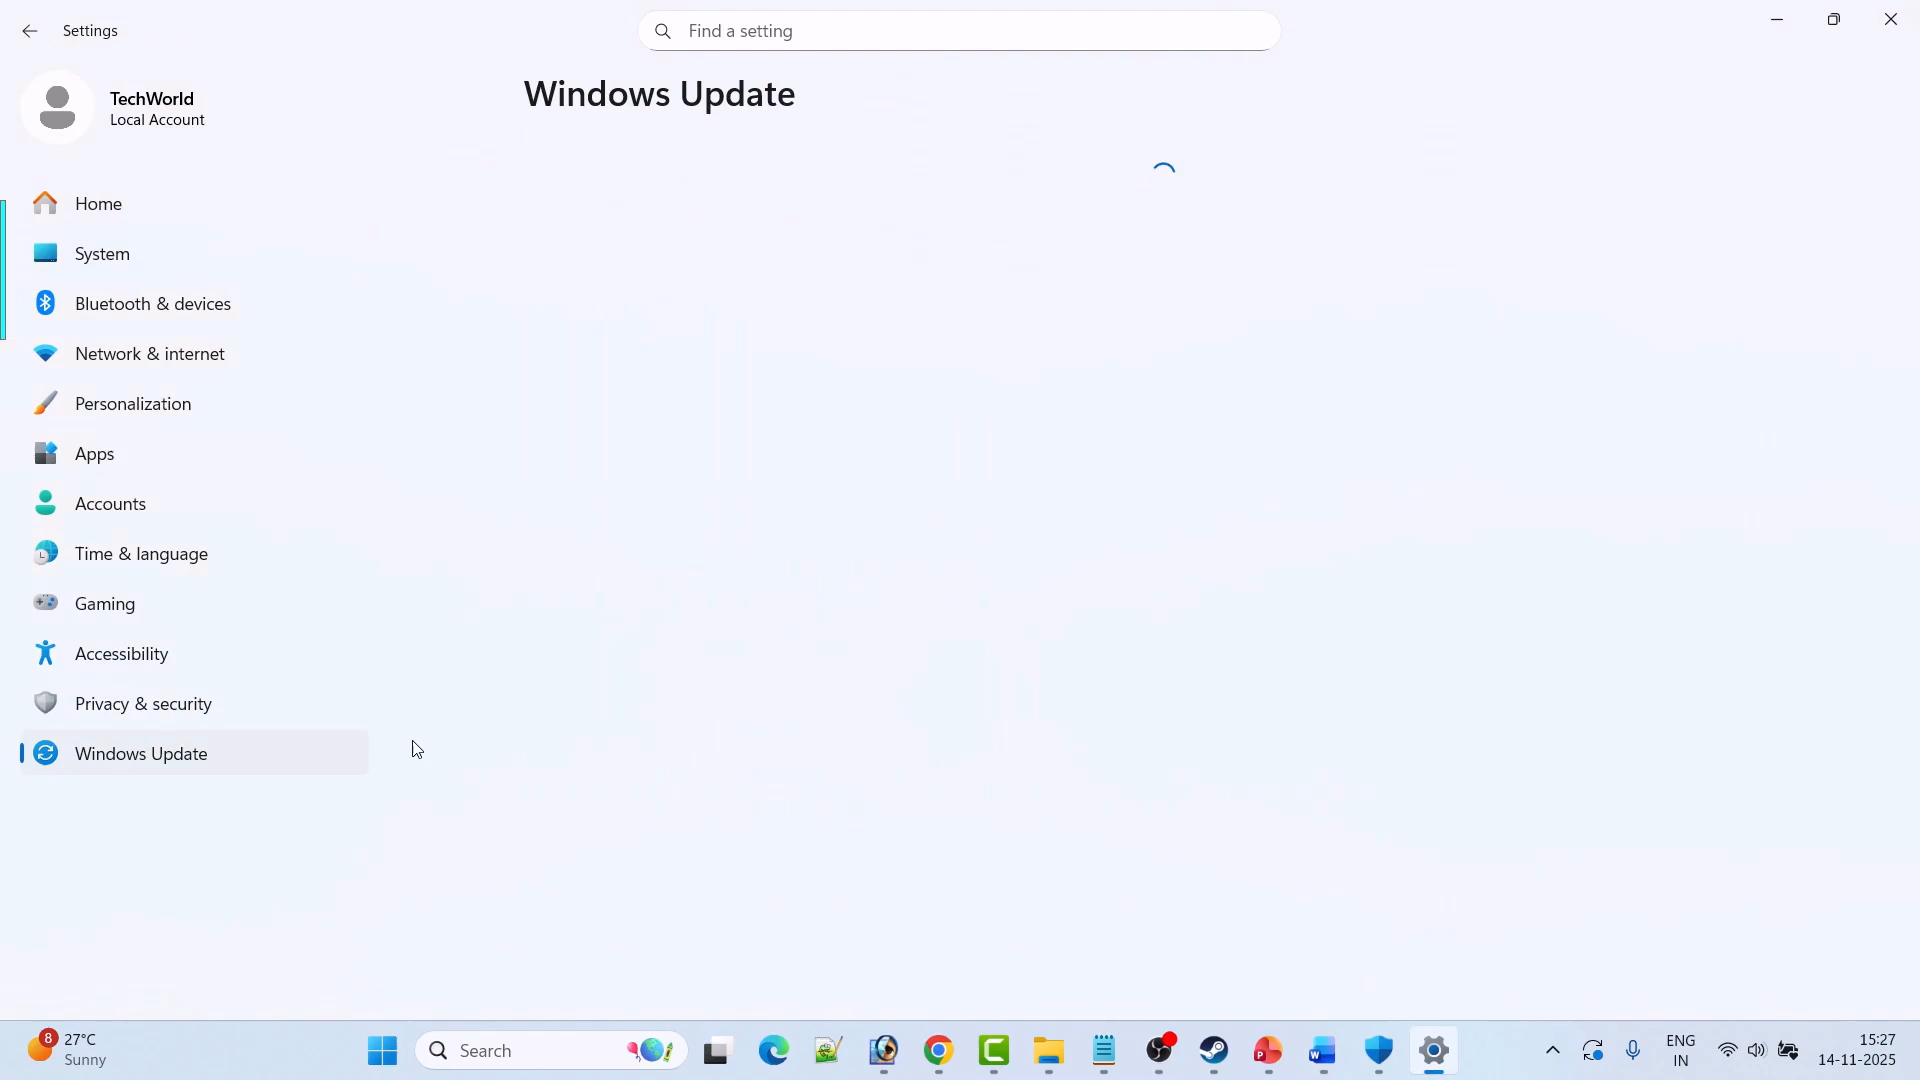 Settings
Find a setting
TechWorld
Local Account
Windows Update
Home
System
Bluetooth & devices
Network & internet
Personalization
Apps
Accounts
Time & language
Gaming
Accessibility
Privacy & security
Windows Update
8
27°C
Sunny
Search
ENG
IN
15:27
14-11-2025